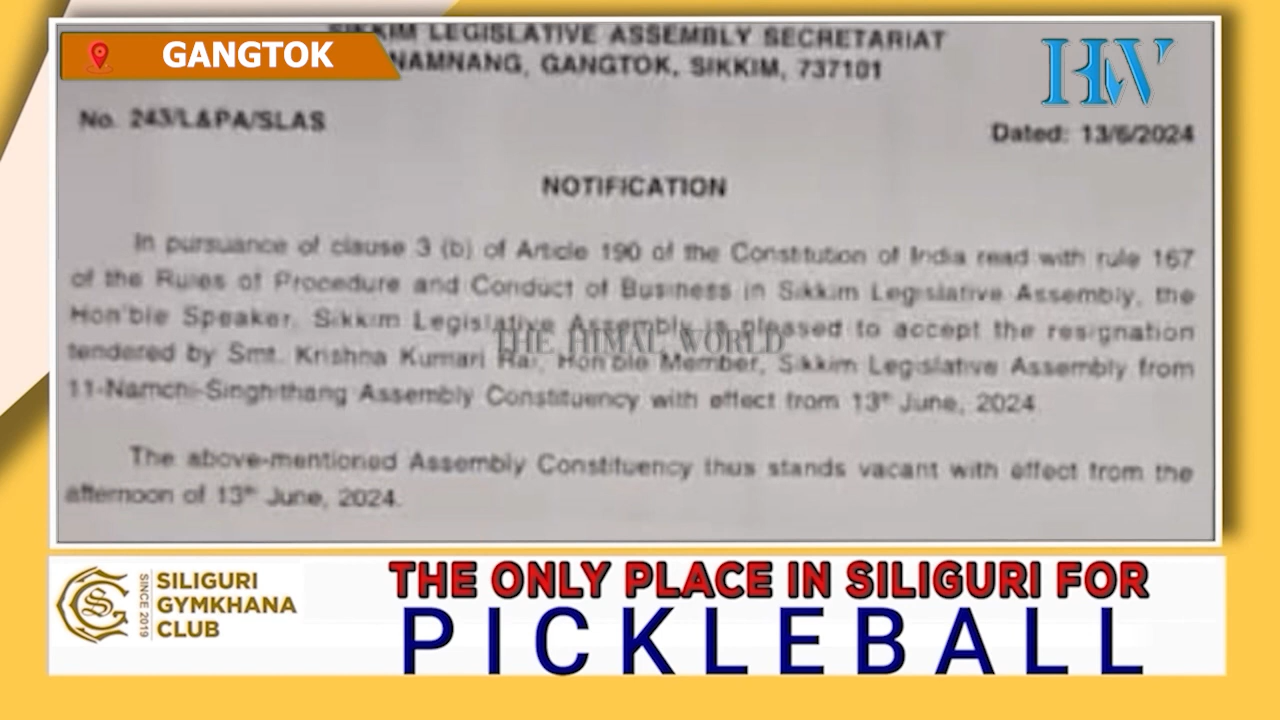 GANGTOK
SIKKIM LEGISLATIVE ASSEMBLY SECRETARIAT
NAMNANG, GANGTOK, SIKKIM, 737101
HW
No. 243/L&PA/SLAS
Dated: 13/6/2024
NOTIFICATION
In pursuance of clause 3 (b) of Article 190 of the Constitution of India read with rule 167
of the Rules of Procedure and Conduct of Business in Sikkim Legislative Assembly, the
Hon'ble Speaker, Sikkim Legislative Assembly is pleased to accept the resignation
THE HIMAL WORLD
tendered by Smt. Krishna Kumari Rai, Hon'ble Member, Sikkim Legislative Assembly from
11-Namchi-Singhithang Assembly Constituency with effect from 13th June, 2024.
The above-mentioned Assembly Constituency thus stands vacant with effect from the
afternoon of 13th June, 2024.
SILIGURI
GYMKHANA
CLUB
SINCE 2019
THE ONLY PLACE IN SILIGURI FOR
PICKLEBALL